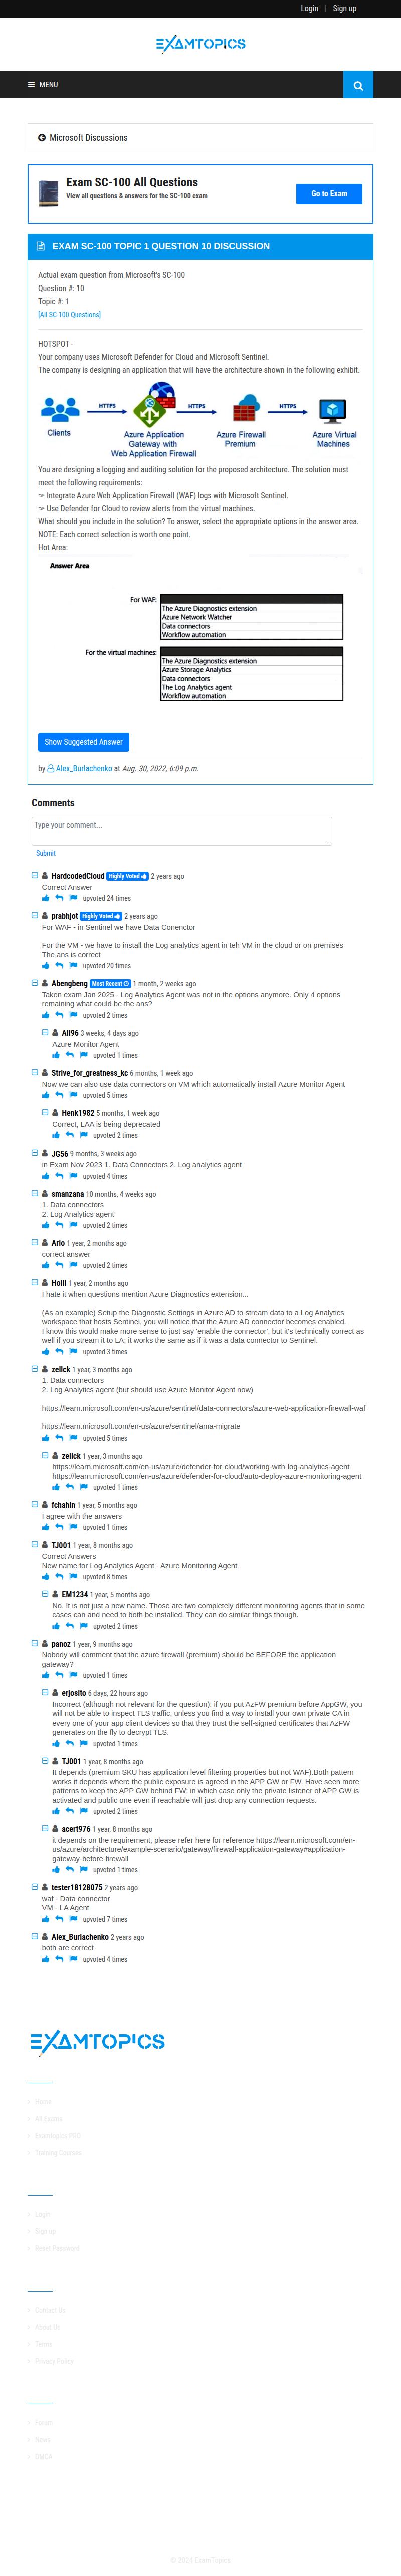 Login | Sign up
EXAMTOPICS
MENU
Microsoft Discussions
Exam SC-100 All Questions
View all questions & answers for the SC-100 exam
Go to Exam
EXAM SC-100 TOPIC 1 QUESTION 10 DISCUSSION
Actual exam question from Microsoft's SC-100
Question #: 10
Topic #: 1
[All SC-100 Questions]
HOTSPOT -
Your company uses Microsoft Defender for Cloud and Microsoft Sentinel.
The company is designing an application that will have the architecture shown in the following exhibit.
HTTPS HTTPS HTTPS
Clients
Azure Application Gateway with Web Application Firewall
Azure Firewall Premium
Azure Virtual Machines
You are designing a logging and auditing solution for the proposed architecture. The solution must
meet the following requirements:
✑ Integrate Azure Web Application Firewall (WAF) logs with Microsoft Sentinel.
✑ Use Defender for Cloud to review alerts from the virtual machines.
What should you include in the solution? To answer, select the appropriate options in the answer area.
NOTE: Each correct selection is worth one point.
Hot Area:
Answer Area
For WAF:
The Azure Diagnostics extension
Azure Network Watcher
Data connectors
Workflow automation
For the virtual machines:
The Azure Diagnostics extension
Azure Storage Analytics
Data connectors
The Log Analytics agent
Workflow automation
Show Suggested Answer
by Alex_Burlachenko at Aug. 30, 2022, 6:09 p.m.
Comments
Type your comment...
Submit
HardcodedCloud Highly Voted 2 years ago
Correct Answer
upvoted 24 times
prabhjot Highly Voted 2 years ago
For WAF - in Sentinel we have Data Conenctor
For the VM - we have to install the Log analytics agent in teh VM in the cloud or on premises
The ans is correct
upvoted 20 times
Abengbeng Most Recent 1 month, 2 weeks ago
Taken exam Jan 2025 - Log Analytics Agent was not in the options anymore. Only 4 options
remaining what could be the ans?
upvoted 2 times
Ali96 3 weeks, 4 days ago
Azure Monitor Agent
upvoted 1 times
Strive_for_greatness_kc 6 months, 1 week ago
Now we can also use data connectors on VM which automatically install Azure Monitor Agent
upvoted 5 times
Henk1982 5 months, 1 week ago
Correct, LAA is being deprecated
upvoted 2 times
JG56 9 months, 3 weeks ago
in Exam Nov 2023 1. Data Connectors 2. Log analytics agent
upvoted 4 times
smanzana 10 months, 4 weeks ago
1. Data connectors
2. Log Analytics agent
upvoted 2 times
Ario 1 year, 2 months ago
correct answer
upvoted 2 times
Holii 1 year, 2 months ago
I hate it when questions mention Azure Diagnostics extension...
(As an example) Setup the Diagnostic Settings in Azure AD to stream data to a Log Analytics
workspace that hosts Sentinel, you will notice that the Azure AD connector becomes enabled.
I know this would make more sense to just say 'enable the connector', but it's technically correct as
well if you stream it to LA; it works the same as if it was a data connector to Sentinel.
upvoted 3 times
zellck 1 year, 3 months ago
1. Data connectors
2. Log Analytics agent (but should use Azure Monitor Agent now)
https://learn.microsoft.com/en-us/azure/sentinel/data-connectors/azure-web-application-firewall-waf
https://learn.microsoft.com/en-us/azure/sentinel/ama-migrate
upvoted 5 times
zellck 1 year, 3 months ago
https://learn.microsoft.com/en-us/azure/defender-for-cloud/working-with-log-analytics-agent
https://learn.microsoft.com/en-us/azure/defender-for-cloud/auto-deploy-azure-monitoring-agent
upvoted 1 times
fchahin 1 year, 5 months ago
I agree with the answers
upvoted 1 times
TJ001 1 year, 8 months ago
Correct Answers
New name for Log Analytics Agent - Azure Monitoring Agent
upvoted 8 times
EM1234 1 year, 5 months ago
No. It is not just a new name. Those are two completely different monitoring agents that in some
cases can and need to both be installed. They can do similar things though.
upvoted 2 times
panoz 1 year, 9 months ago
Nobody will comment that the azure firewall (premium) should be BEFORE the application
gateway?
upvoted 1 times
erjosito 6 days, 22 hours ago
Incorrect (although not relevant for the question): if you put AzFW premium before AppGW, you
will not be able to inspect TLS traffic, unless you find a way to install your own private CA in
every one of your app client devices so that they trust the self-signed certificates that AzFW
generates on the fly to decrypt TLS.
upvoted 1 times
TJ001 1 year, 8 months ago
It depends (premium SKU has application level filtering properties but not WAF).Both pattern
works it depends where the public exposure is agreed in the APP GW or FW. Have seen more
patterns to keep the APP GW behind FW; in which case only the private listener of APP GW is
activated and public one even if reachable will just drop any connection requests.
upvoted 2 times
acert976 1 year, 8 months ago
it depends on the requirement, please refer here for reference https://learn.microsoft.com/en-
us/azure/architecture/example-scenario/gateway/firewall-application-gateway#application-
gateway-before-firewall
upvoted 1 times
tester18128075 2 years ago
waf - Data connector
VM - LA Agent
upvoted 7 times
Alex_Burlachenko 2 years ago
both are correct
upvoted 4 times
EXAMTOPICS
Home
All Exams
Examtopics PRO
Training Courses
Login
Sign up
Reset Password
Contact Us
About Us
Terms
Privacy Policy
Forum
News
DMCA
© 2024 ExamTopics